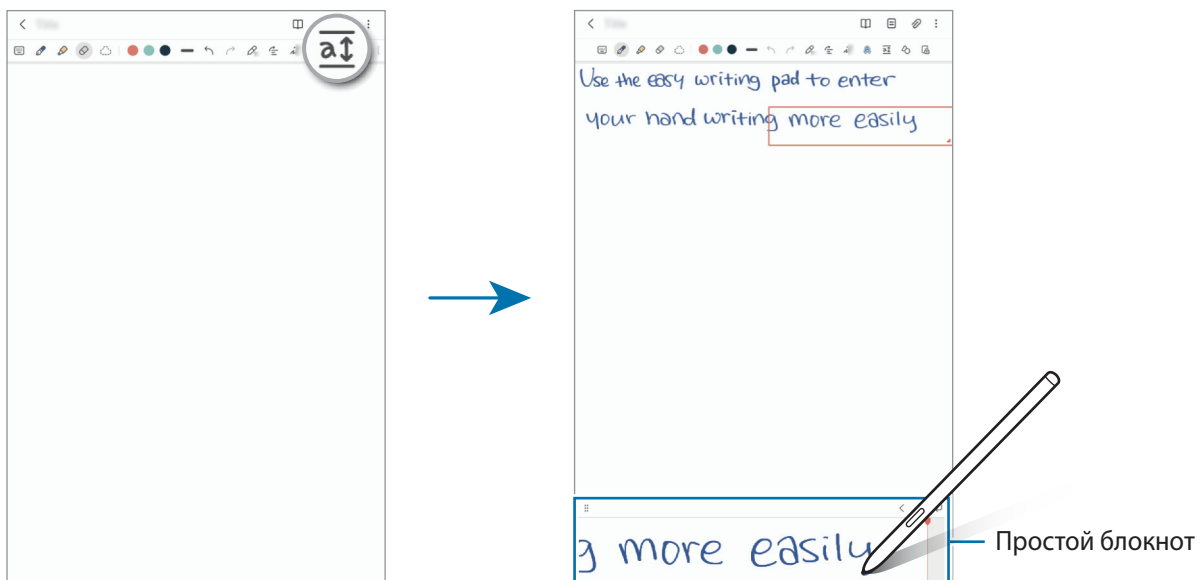 a
Use the easy writing pad to enter
your hand writing more easily
g more easily
Простой блокнот